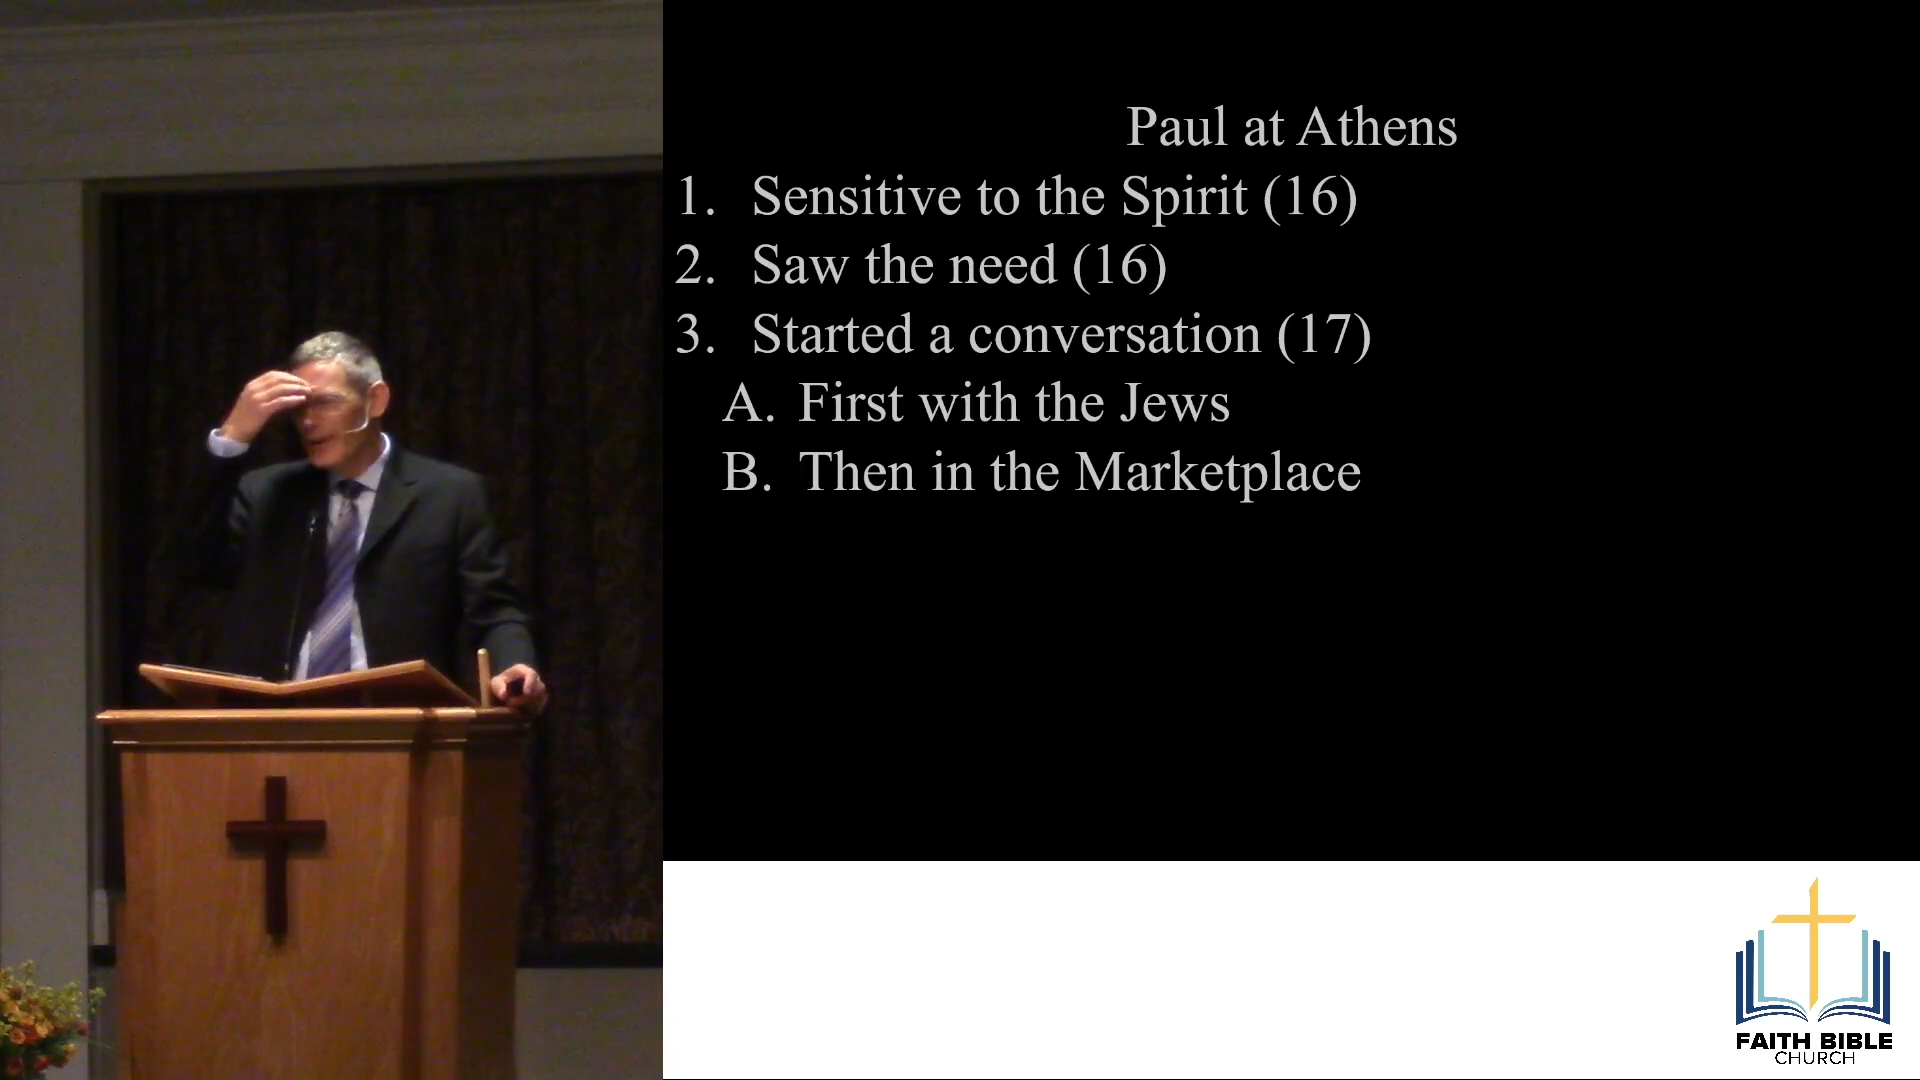 Paul at Athens
1. Sensitive to the Spirit (16)
2. Saw the need (16)
3. Started a conversation (17)
A. First with the Jews
B. Then in the Marketplace
FAITH BIBLE
CHURCH